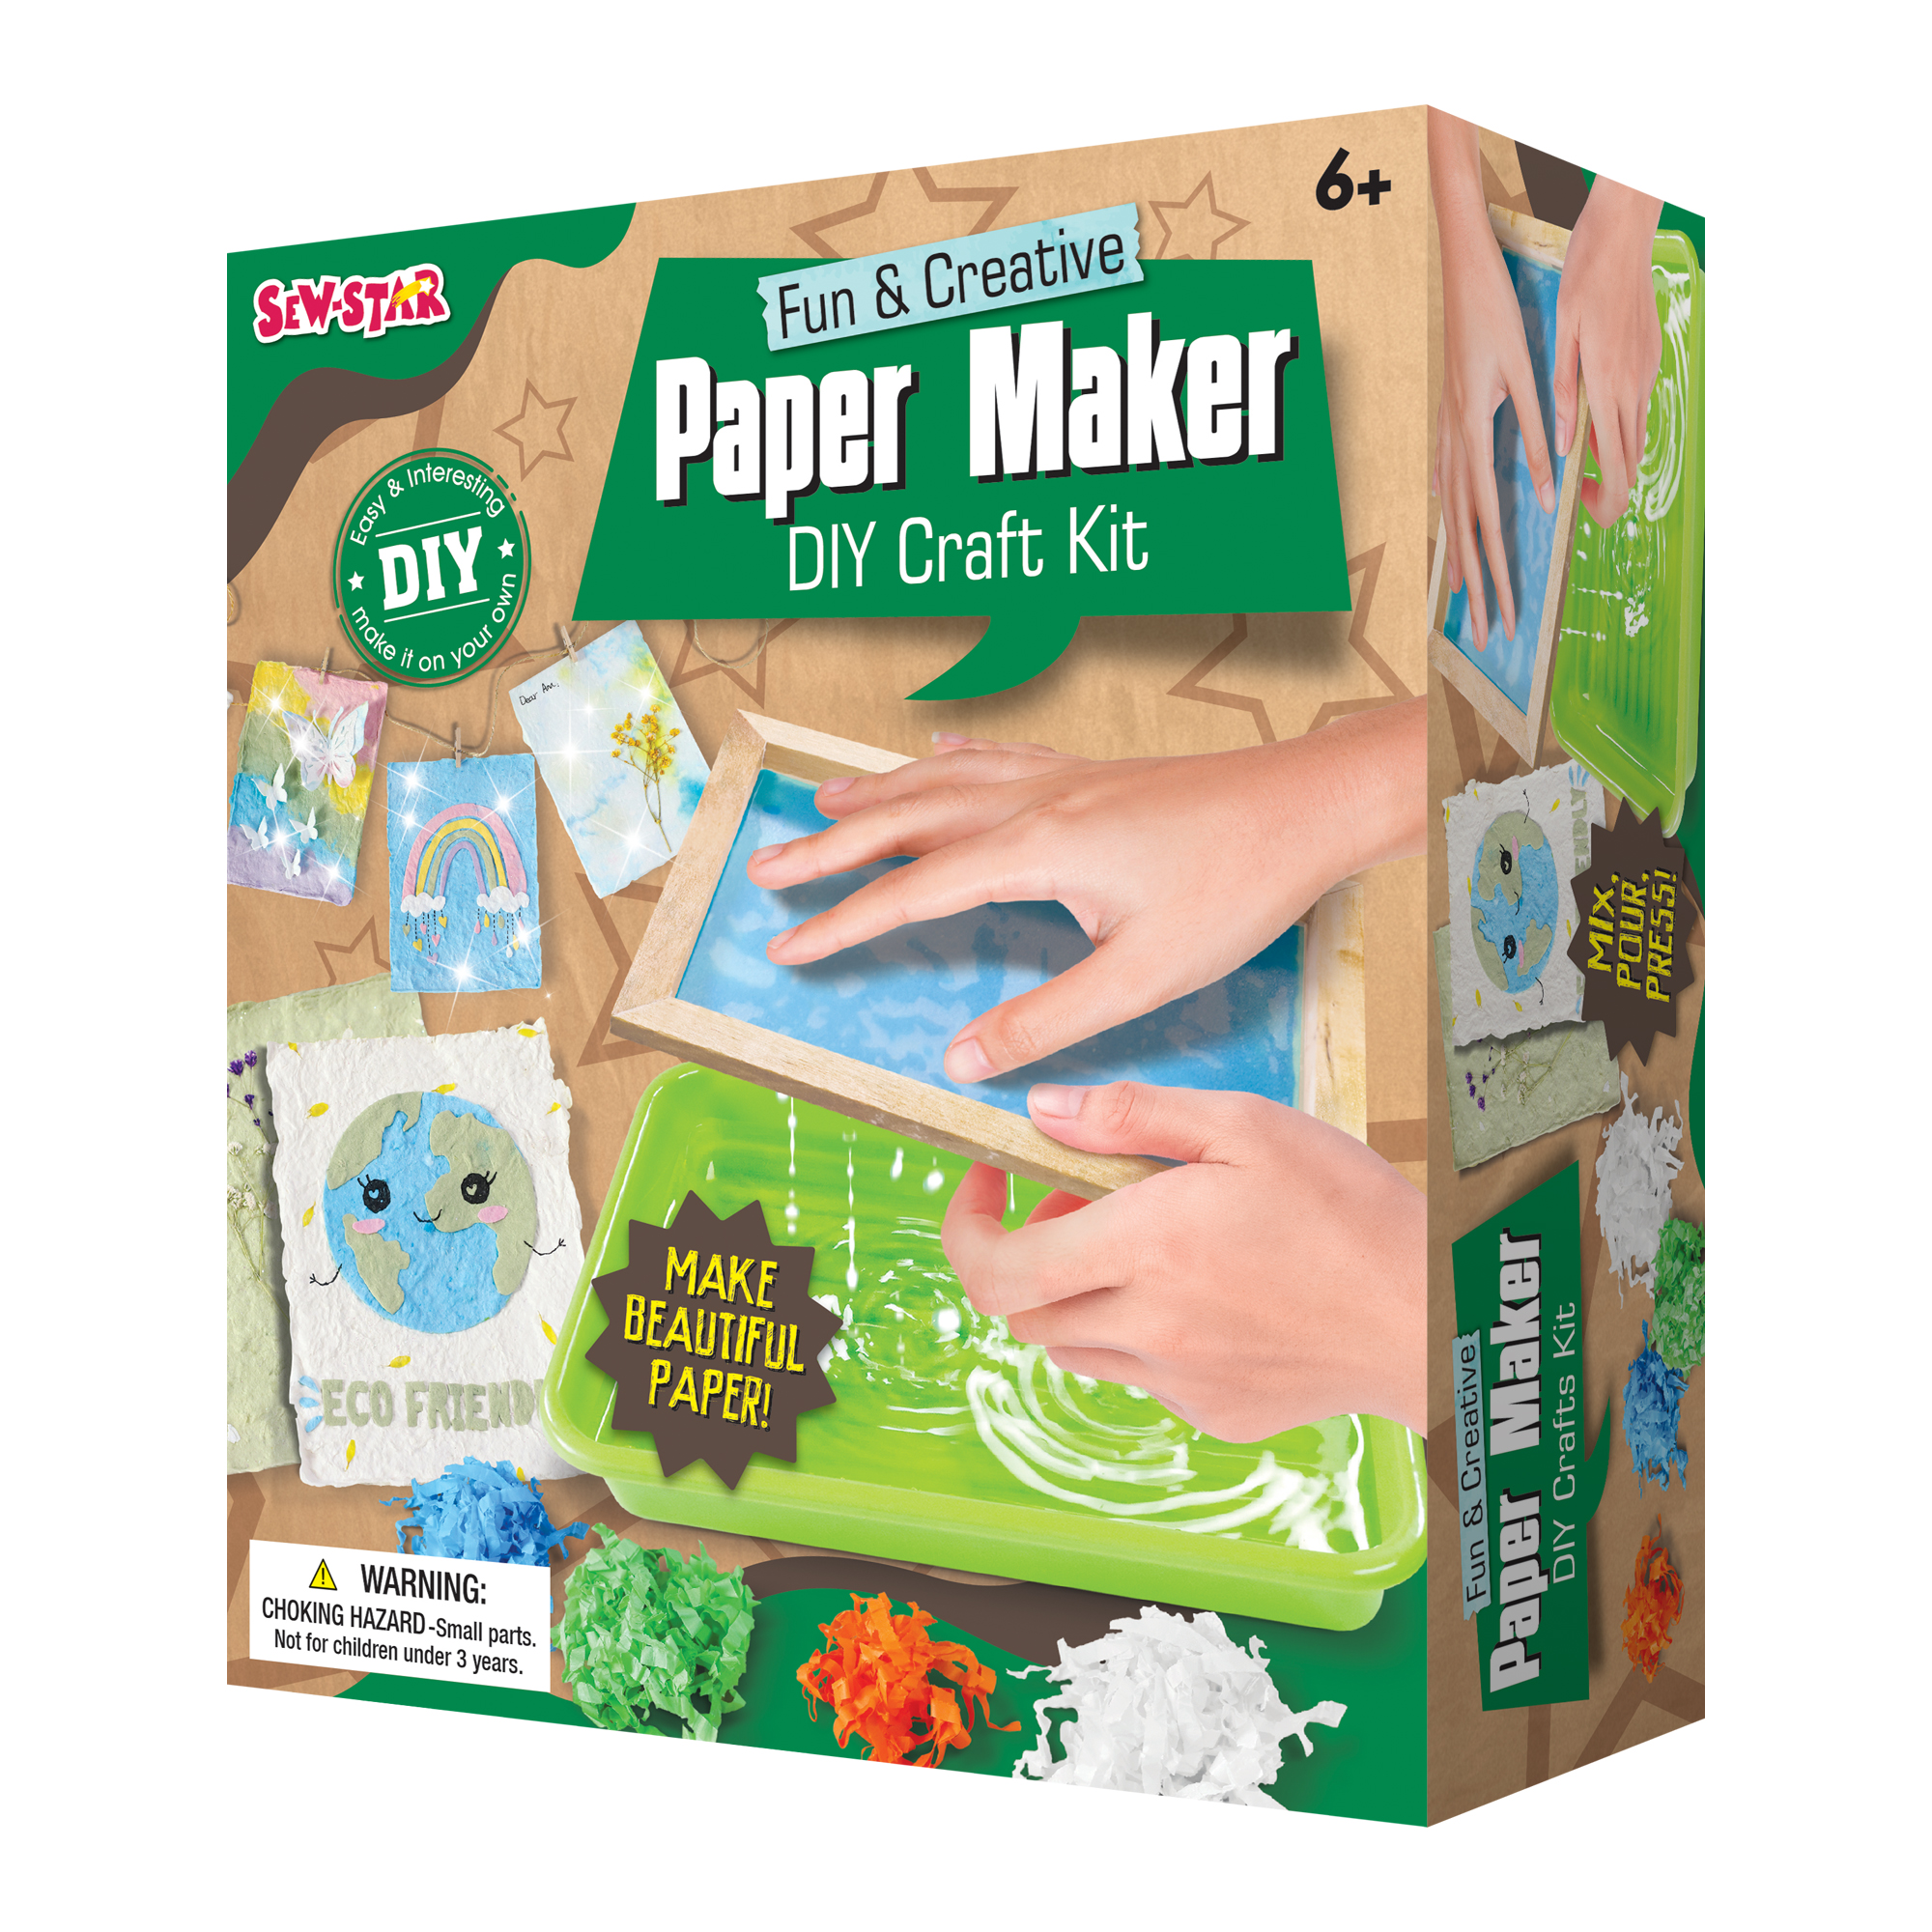 6+
SEW-STAR
Fun & Creative
Paper Maker
DIY Craft Kit
Easy & Interesting
DIY
make it on your own
Dear Am,
ECO FRIEND
MAKE
BEAUTIFUL
PAPER!
WARNING:
CHOKING HAZARD-Small parts.
Not for children under 3 years.
ENDLY
MIX,
POUR,
PRESS!
Fun & Creative
Paper Maker
DIY Crafts Kit